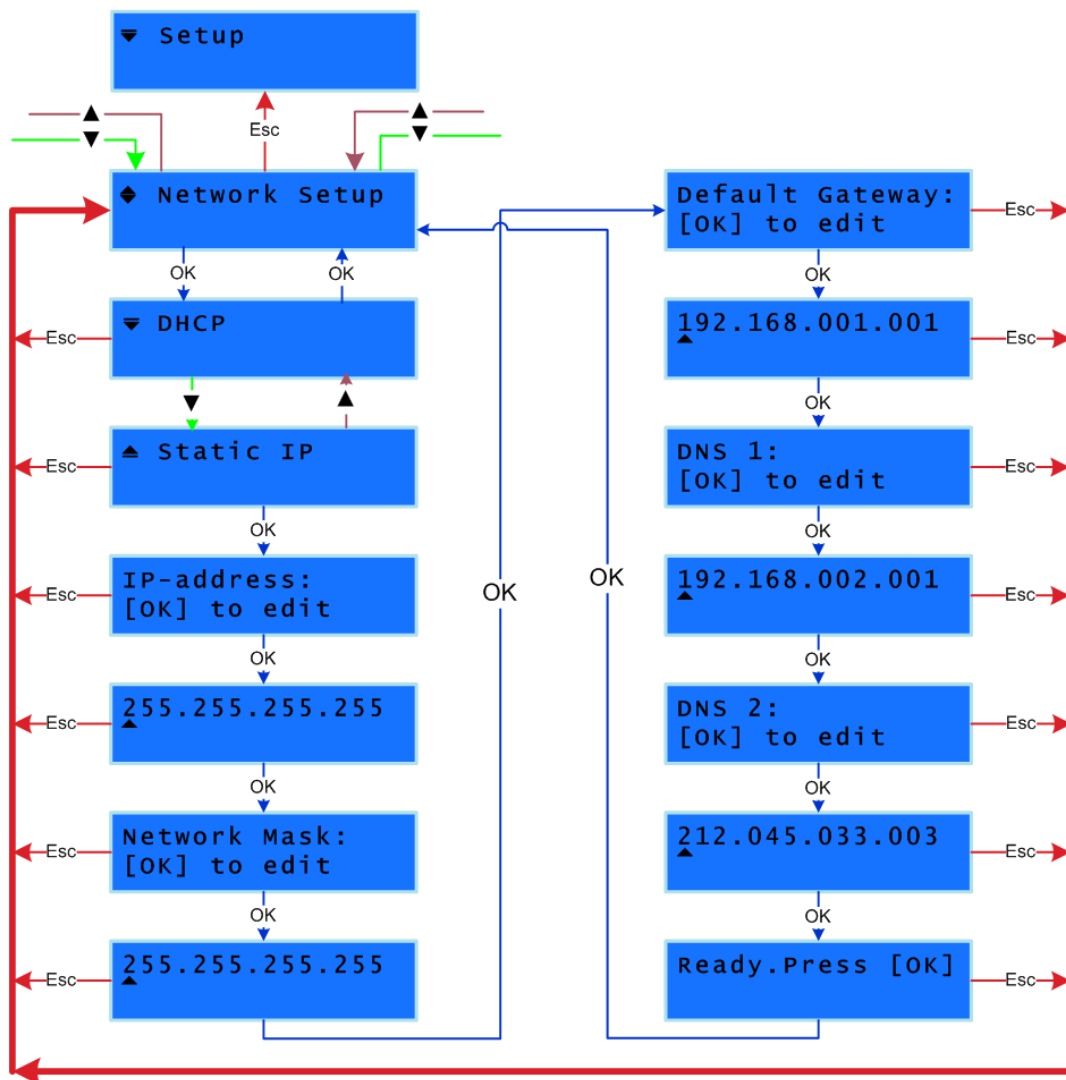 Setup
Esc
Network Setup
OK
OK
DHCP
Esc
Static IP
Esc
OK
IP-address:
[OK] to edit
Esc
OK
255.255.255.255
Esc
OK
Network Mask:
[OK] to edit
Esc
OK
255.255.255.255
Esc
OK
OK
Default Gateway:
[OK] to edit
Esc
OK
192.168.001.001
Esc
OK
DNS 1:
[OK] to edit
Esc
OK
192.168.002.001
Esc
OK
DNS 2:
[OK] to edit
Esc
OK
212.045.033.003
Esc
OK
Ready.Press [OK]
Esc